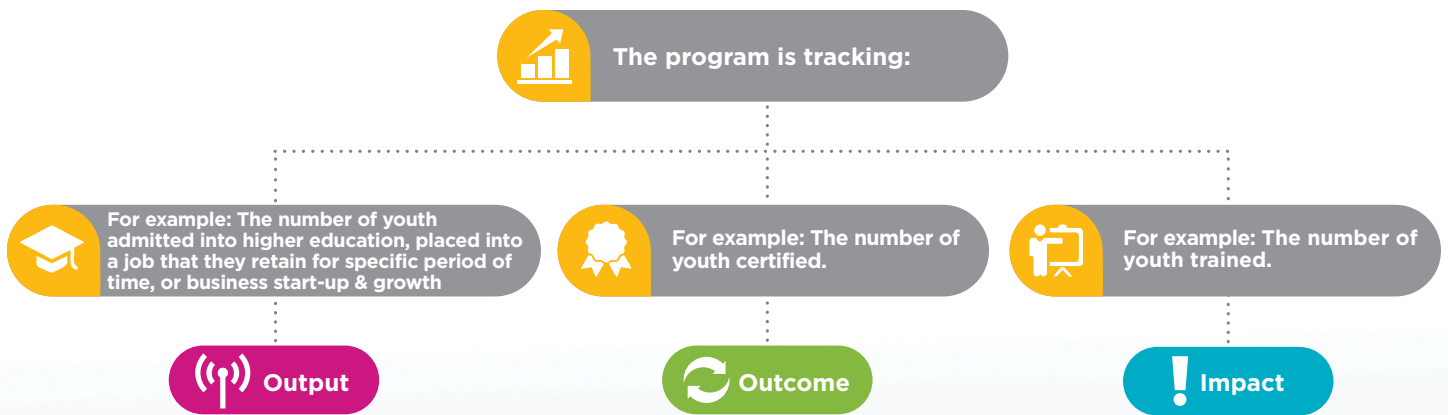 The program is tracking:
For example: The number of youth
admitted into higher education, placed into
a job that they retain for specific period of
time, or business start-up & growth
For example: The number of
youth certified.
For example: The number of
youth trained.
Output
Outcome
Impact